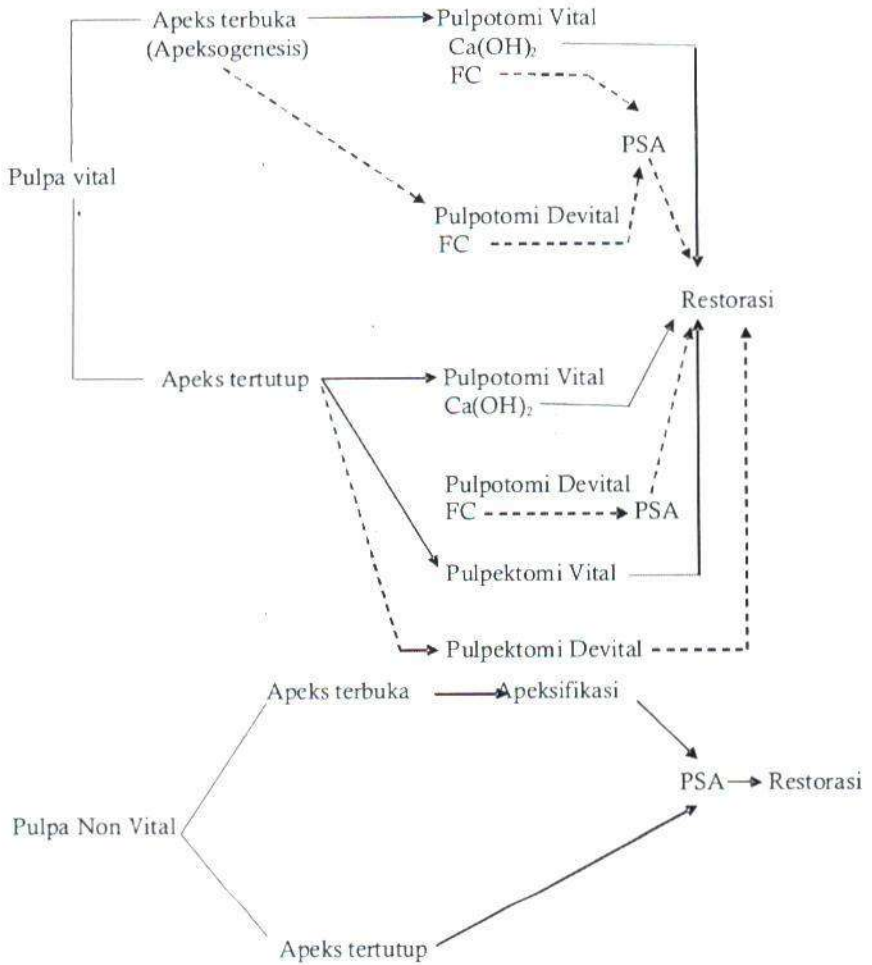 Apeks terbuka
(Apeksogenesis)
Pulpotomi Vital
Ca(OH)₂
FC
PSA
Pulpa vital
Pulpotomi Devital
FC
Restorasi
Apeks tertutup
Pulpotomi Vital
Ca(OH)₂
Pulpotomi Devital
FC
PSA
Pulpektomi Vital
Pulpektomi Devital
Apeks terbuka
Apeksifikasi
PSA
Restorasi
Pulpa Non Vital
Apeks tertutup